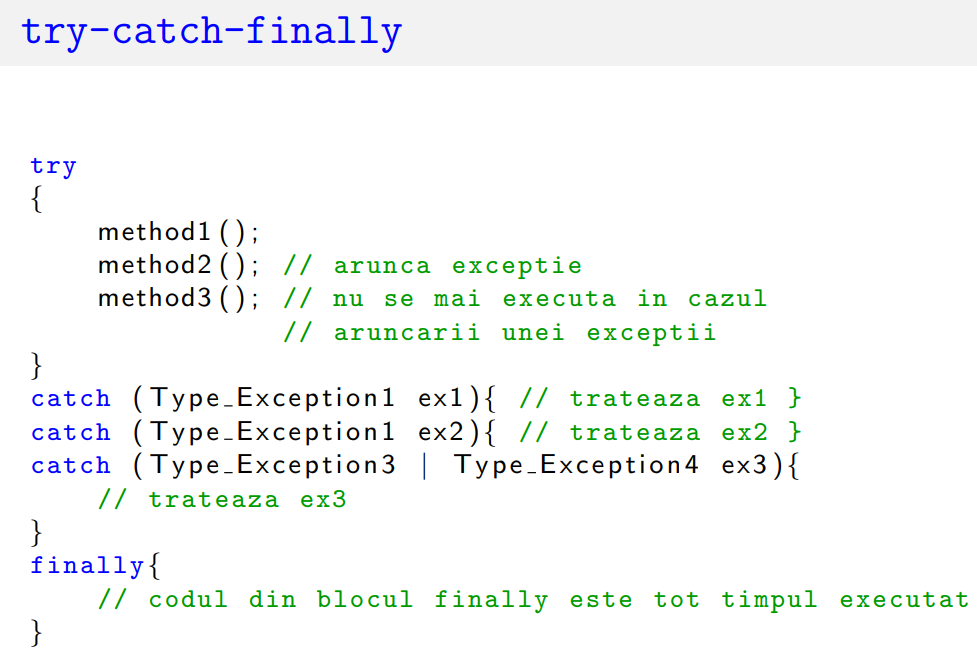 try-catch-finally
try
{
method1();
method2(); // arunca exceptie
method3(); // nu se mai executa in cazul
// aruncarii unei exceptii
}
catch (Type_Exception1 ex1){ // trateaza ex1 }
catch (Type_Exception1 ex2){ // trateaza ex2 }
catch (Type_Exception3 | Type_Exception4 ex3){
// trateaza ex3
}
finally{
// codul din blocul finally este tot timpul executat
}